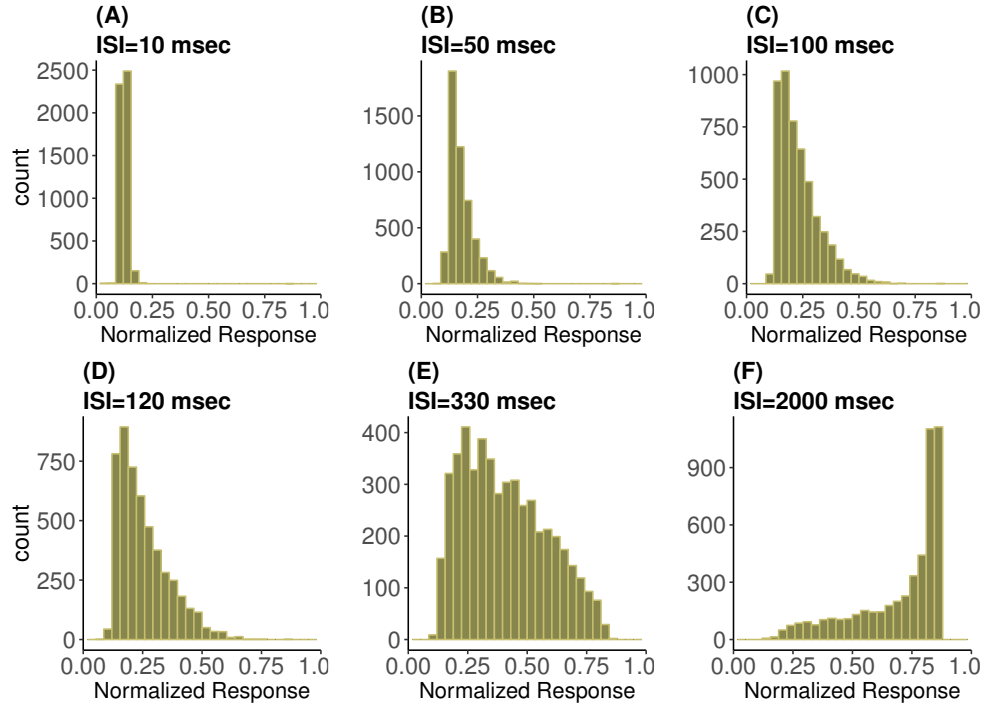 (A)
ISI=10 msec
2500
2000
1500
1000
500
0
count
0.00 0.25 0.50 0.75 1.0
Normalized Response
(B)
ISI=50 msec
1500
1000
500
0
0.00 0.25 0.50 0.75 1.0
Normalized Response
(C)
ISI=100 msec
1000
750
500
250
0
0.00 0.25 0.50 0.75 1.0
Normalized Response
(D)
ISI=120 msec
750
500
250
0
count
0.00 0.25 0.50 0.75 1.0
Normalized Response
(E)
ISI=330 msec
400
300
200
100
0
0.00 0.25 0.50 0.75 1.0
Normalized Response
(F)
ISI=2000 msec
900
600
300
0
0.00 0.25 0.50 0.75 1.0
Normalized Response